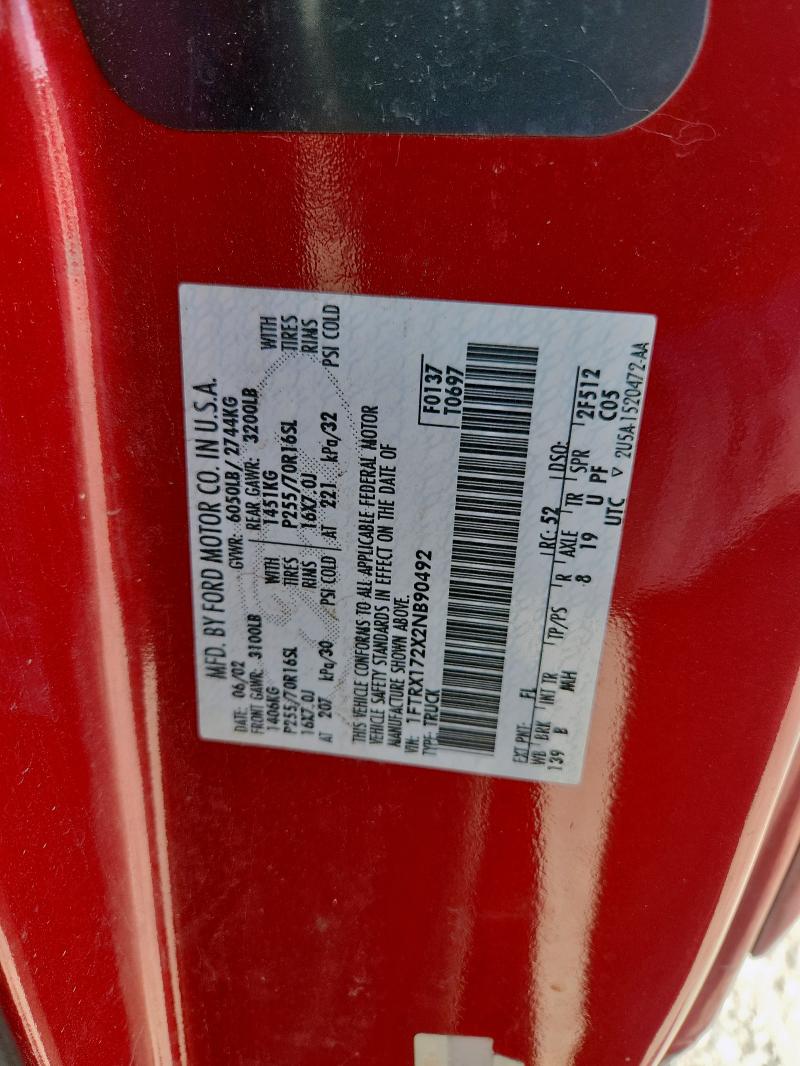 MFD. BY FORD MOTOR CO. IN U.S.A.
DATE: 06/02 GVWR: 6050LB/ 2744KG
FRONT GAWR: 3100LB REAR GAWR: 3200LB
1406KG WITH 1451KG WITH
P255/70R16SL TIRES P255/70R16SL TIRES
16X7.0J RIMS 16X7.0J RIMS
AT 207 kPa/30 PSI COLD AT 221 kPa/32 PSI COLD
THIS VEHICLE CONFORMS TO ALL APPLICABLE FEDERAL MOTOR
VEHICLE SAFETY STANDARDS IN EFFECT ON THE DATE OF
MANUFACTURE SHOWN ABOVE.
VIN: 1FTRX172X2NB90492 F0137
TYPE: TRUCK T0697
EXT PNT: FL RC: 52 DSO:
WB BRK INT TR TP/PS R AXLE TR SPR 2F512
139 B MH 8 19 U PF C05
UTC ▽ 2U5A-1520472-AA